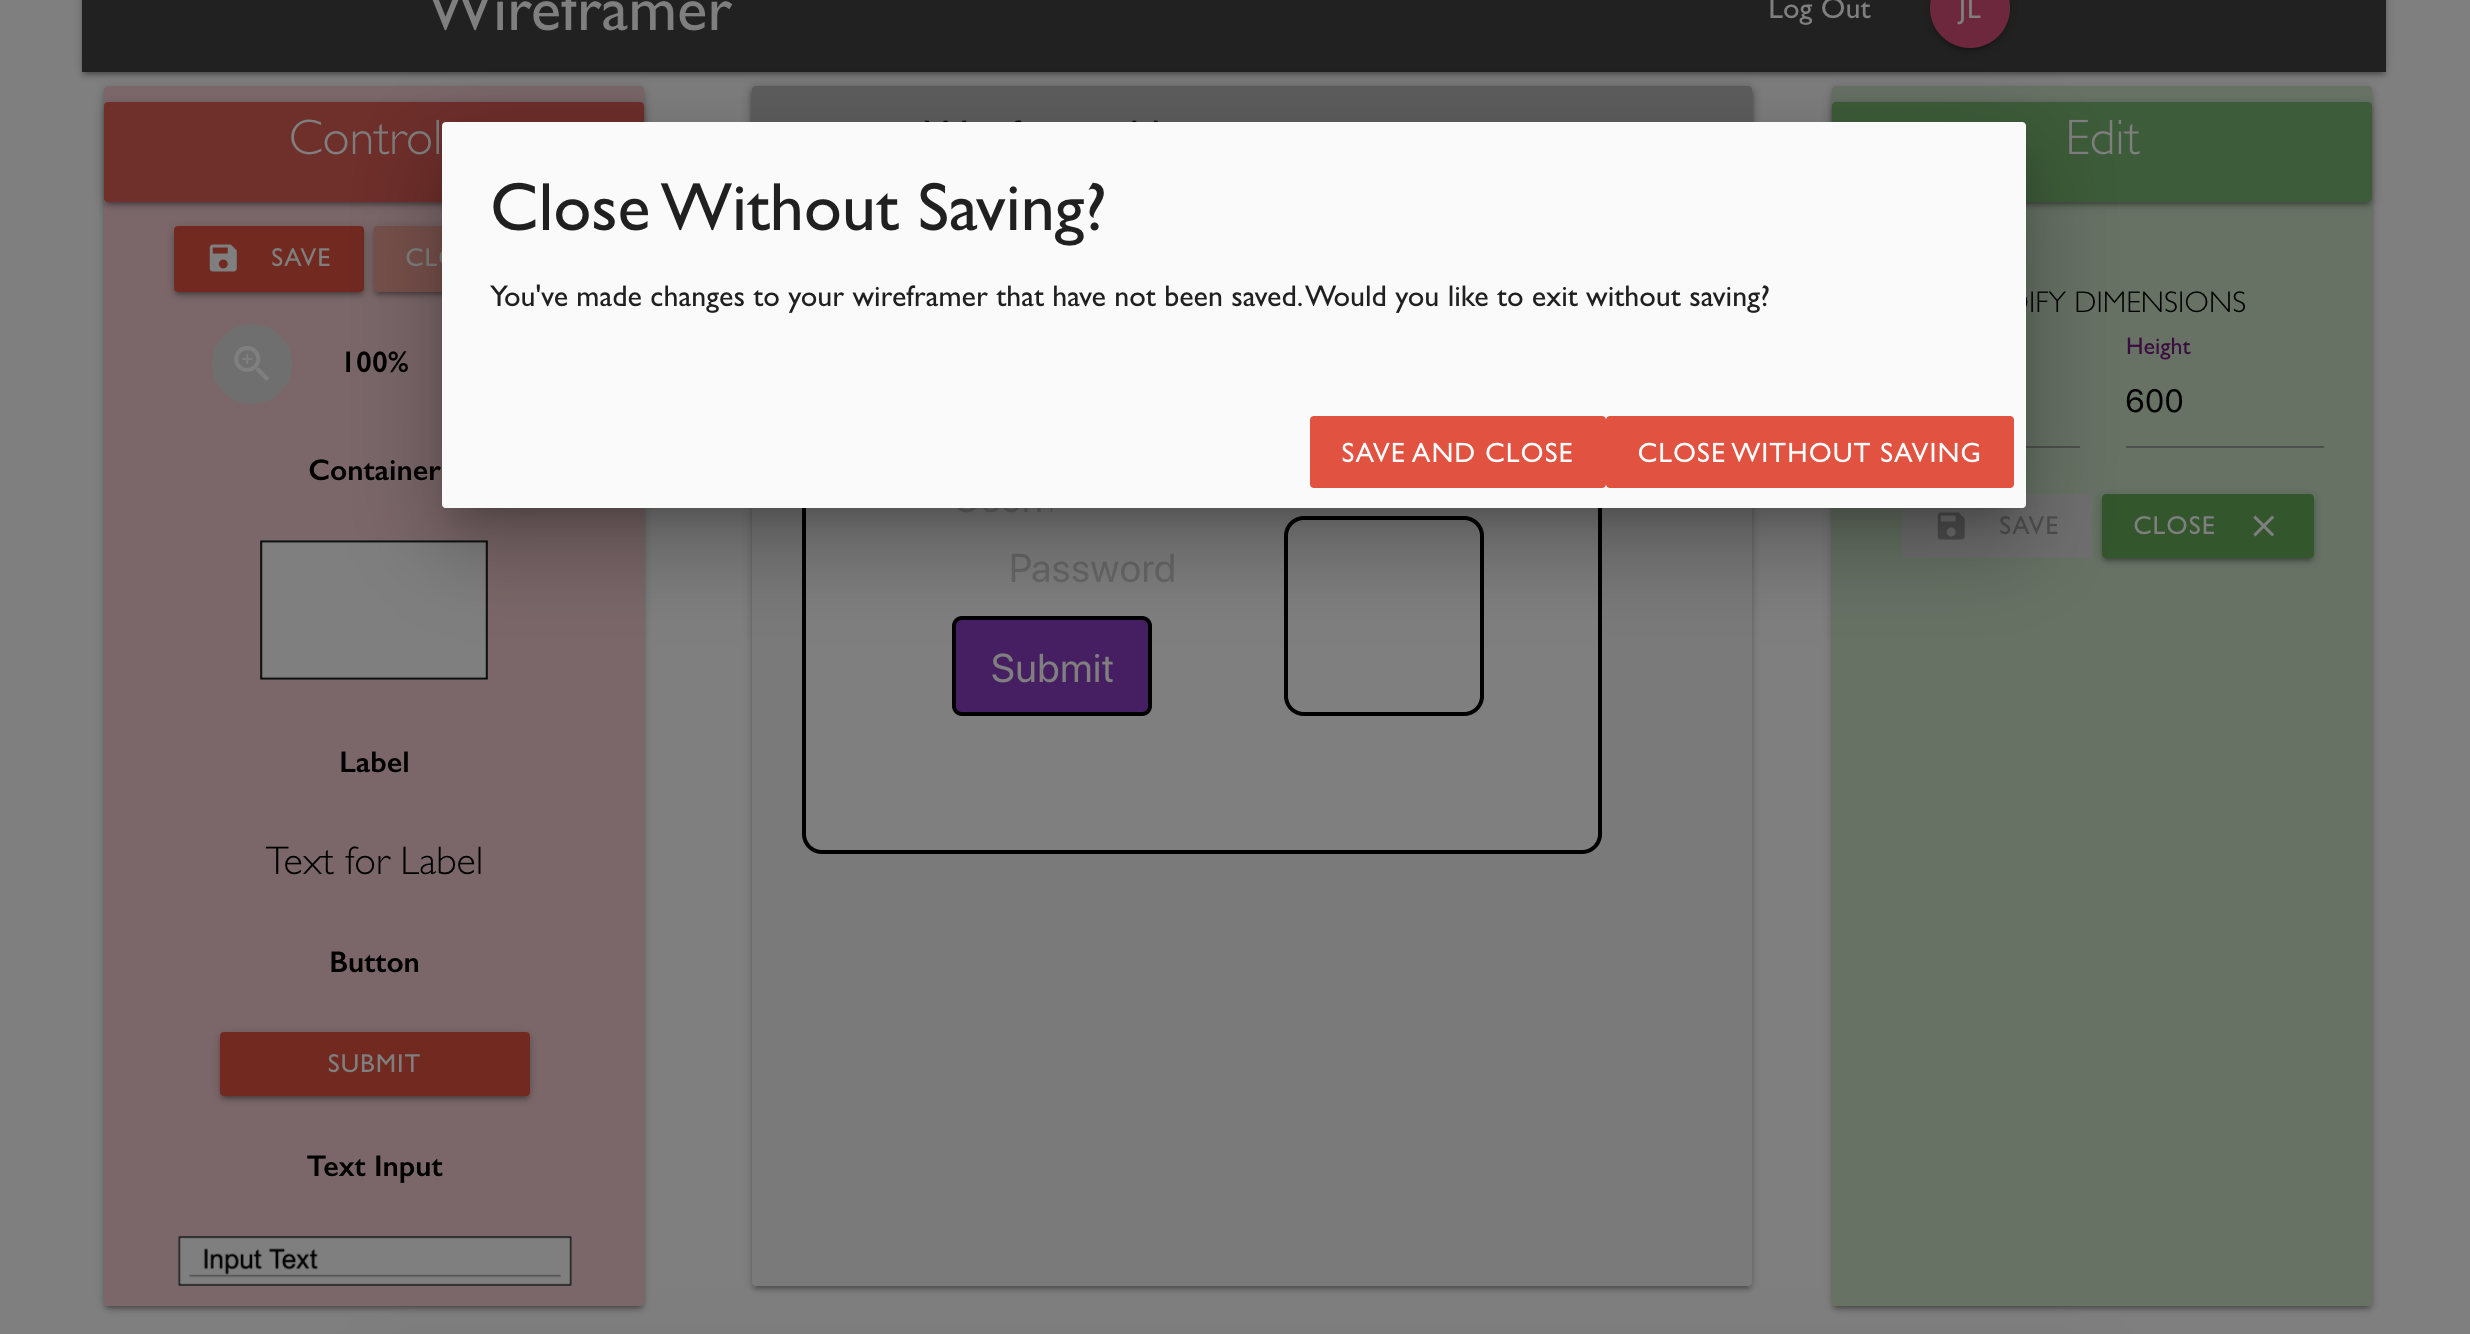 Wireframer
Log Out
JL
Control
Edit
Close Without Saving?
You've made changes to your wireframer that have not been saved. Would you like to exit without saving?
SAVE AND CLOSE
CLOSE WITHOUT SAVING
SAVE
100%
Container
Label
Text for Label
Button
SUBMIT
Text Input
Input Text
Password
Submit
DIMENSIONS
Height
600
SAVE
CLOSE